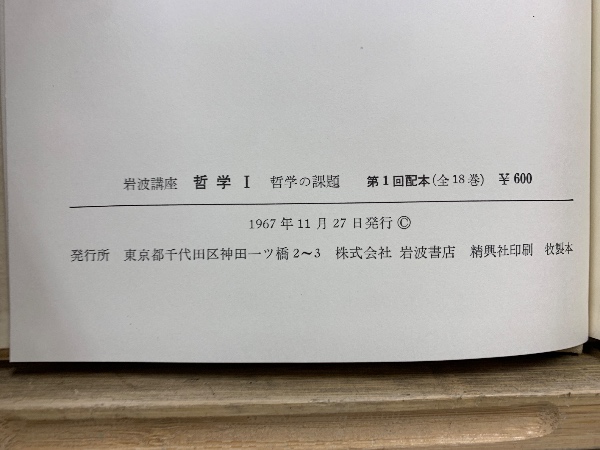 岩波講座 哲学 I 哲学の課題 第1回配本(全18巻) ¥600
1967年11月27日発行 ©
発行所 東京都千代田区神田一ツ橋2〜3 株式会社 岩波書店 精興社印刷 牧製本